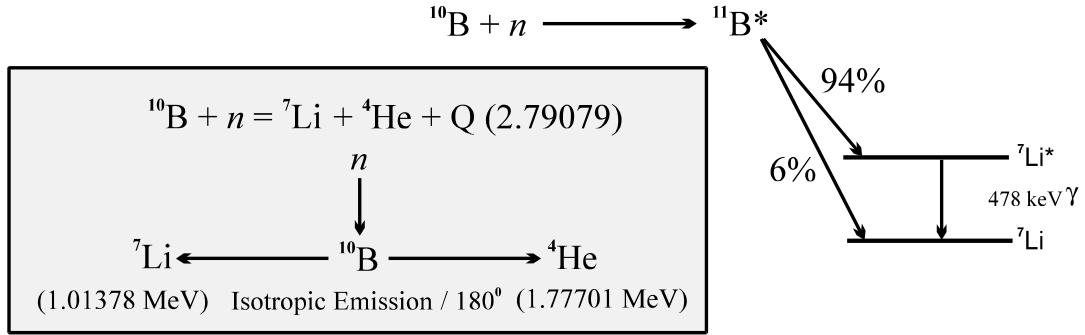 ¹⁰B + n ¹¹B*
94%
6%
⁷Li*
478 keV γ
⁷Li
¹⁰B + n = ⁷Li + ⁴He + Q (2.79079)
n
⁷Li ¹⁰B ⁴He
(1.01378 MeV) Isotropic Emission / 180⁰ (1.77701 MeV)